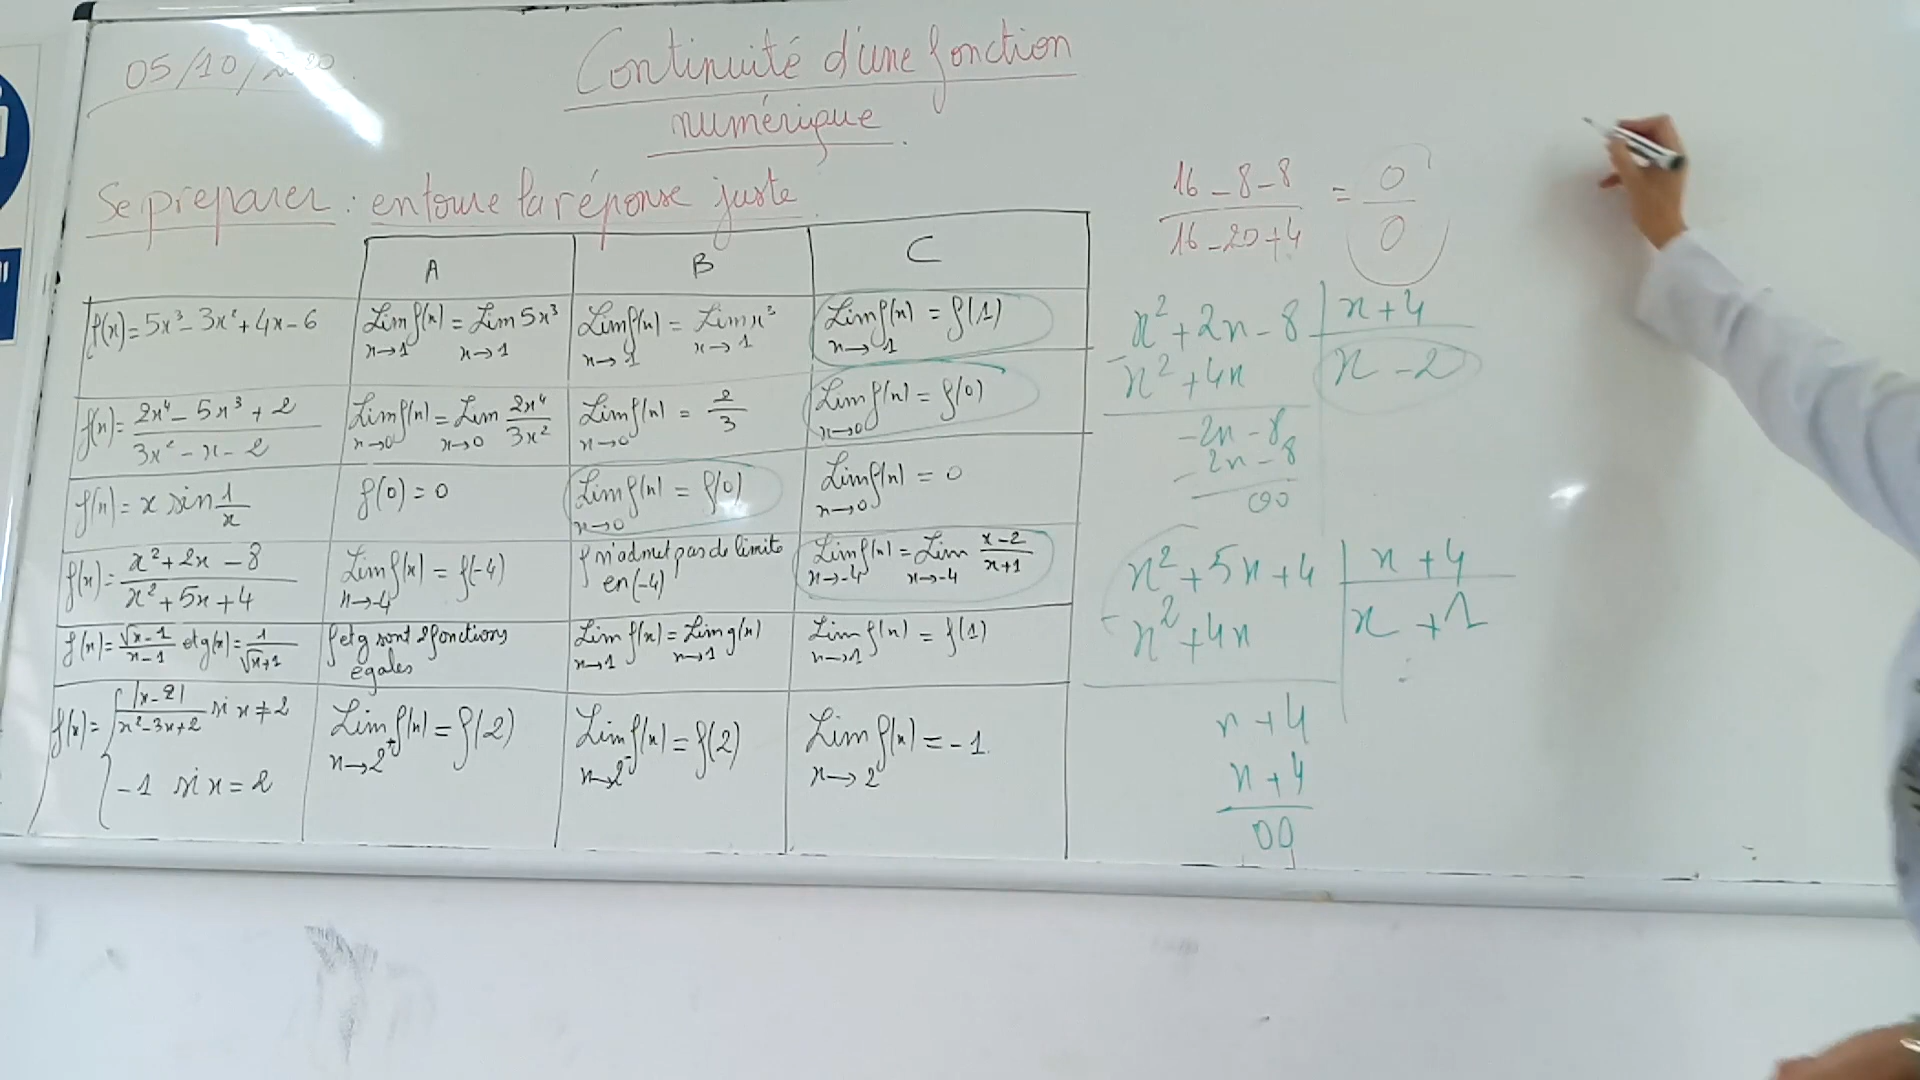 05/10/2020
Continuité d'une fonction
numérique.
Se preparer : entoure la réponse juste.
A B C
f(x) = 5x³ - 3x² + 4x - 6
Lim f(x) = Lim 5x³
x→1 x→1
Lim f(x) = Lim x³
x→1 x→1
Lim f(x) = f(1)
x→1
f(x) = (2x⁴ - 5x³ + 2)/(3x² - x - 2)
Lim f(x) = Lim 2x⁴/3x²
x→0 x→0
Lim f(x) = 2/3
x→0
Lim f(x) = f(0)
x→0
f(x) = x sin 1/x
f(0) = 0
Lim f(x) = f(0)
x→0
Lim f(x) = 0
x→0
f(x) = (x² + 2x - 8)/(x² + 5x + 4)
Lim f(x) = f(-4)
x→-4
f n'admet pas de limite
en (-4)
Lim f(x) = Lim (x-2)/(x+1)
x→-4 x→-4
f(x) = (√x - 1)/(x - 1) et g(x) = 1/(√x + 1)
f et g sont 2 fonctions
égales
Lim f(x) = Lim g(x)
x→1 x→1
Lim f(x) = f(1)
x→1
f(x) = { |x - 2|/(x² - 3x + 2) si x ≠ 2
-1 si x = 2
Lim f(x) = f(2)
x→2⁺
Lim f(x) = f(2)
x→2⁻
Lim f(x) = -1.
x→2
16 - 8 - 8 = 0
16 - 20 + 4 0
x² + 2x - 8 | x + 4
- x² + 4x | x - 2
-2x - 8
- 2x - 8
00
x² + 5x + 4 | x + 4
- x² + 4x | x + 1
x + 4
x + 4
00